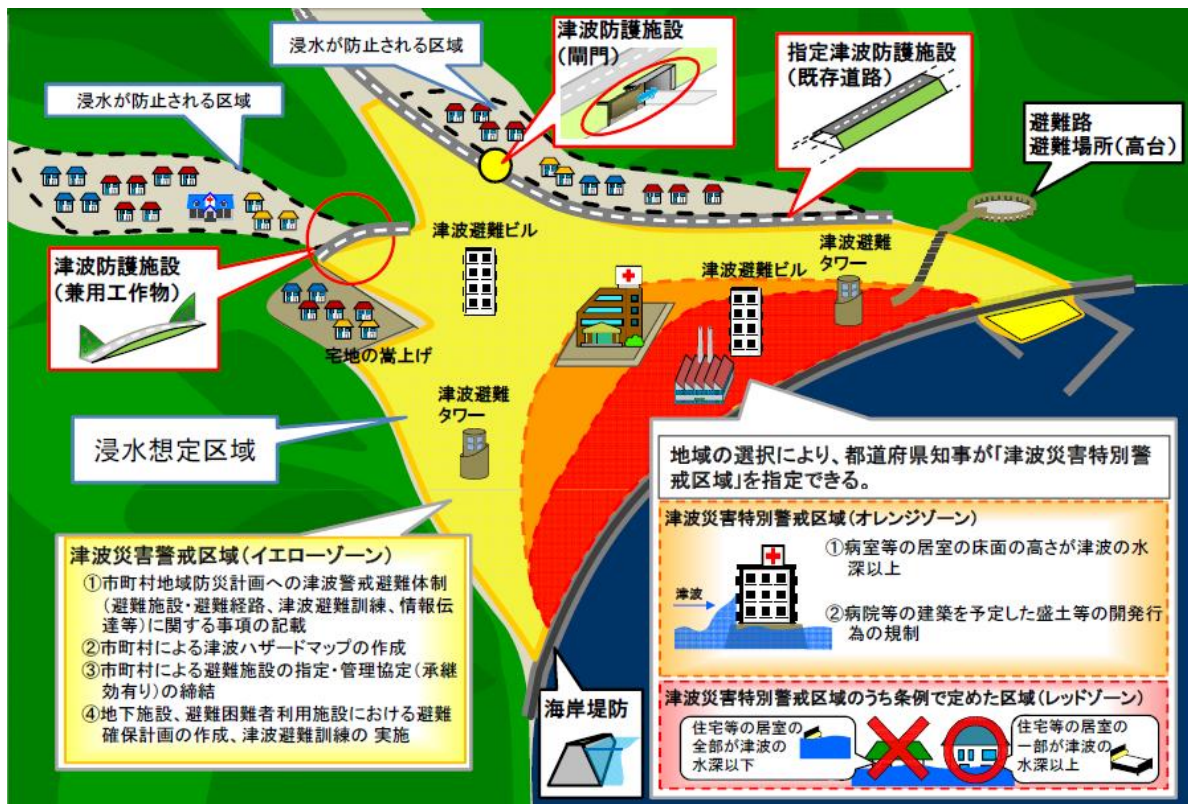 浸水が防止される区域
浸水が防止される区域
津波防護施設
(閘門)
指定津波防護施設
(既存道路)
避難路
避難場所(高台)
津波防護施設
(兼用工作物)
津波避難ビル
津波避難ビル
津波避難
タワー
宅地の嵩上げ
津波避難
タワー
浸水想定区域
津波災害警戒区域(イエローゾーン)
①市町村地域防災計画への津波警戒避難体制
(避難施設・避難経路、津波避難訓練、情報伝
達等)に関する事項の記載
②市町村による津波ハザードマップの作成
③市町村による避難施設の指定・管理協定(承継
効有り)の締結
④地下施設、避難困難者利用施設における避難
確保計画の作成、津波避難訓練の 実施
海岸堤防
地域の選択により、都道府県知事が「津波災害特別警
戒区域」を指定できる。
津波災害特別警戒区域(オレンジゾーン)
津波
①病室等の居室の床面の高さが津波の水
深以上
②病院等の建築を予定した盛土等の開発行
為の規制
津波災害特別警戒区域のうち条例で定めた区域(レッドゾーン)
住宅等の居室の
全部が津波の
水深以下
住宅等の居室の
一部が津波の
水深以上